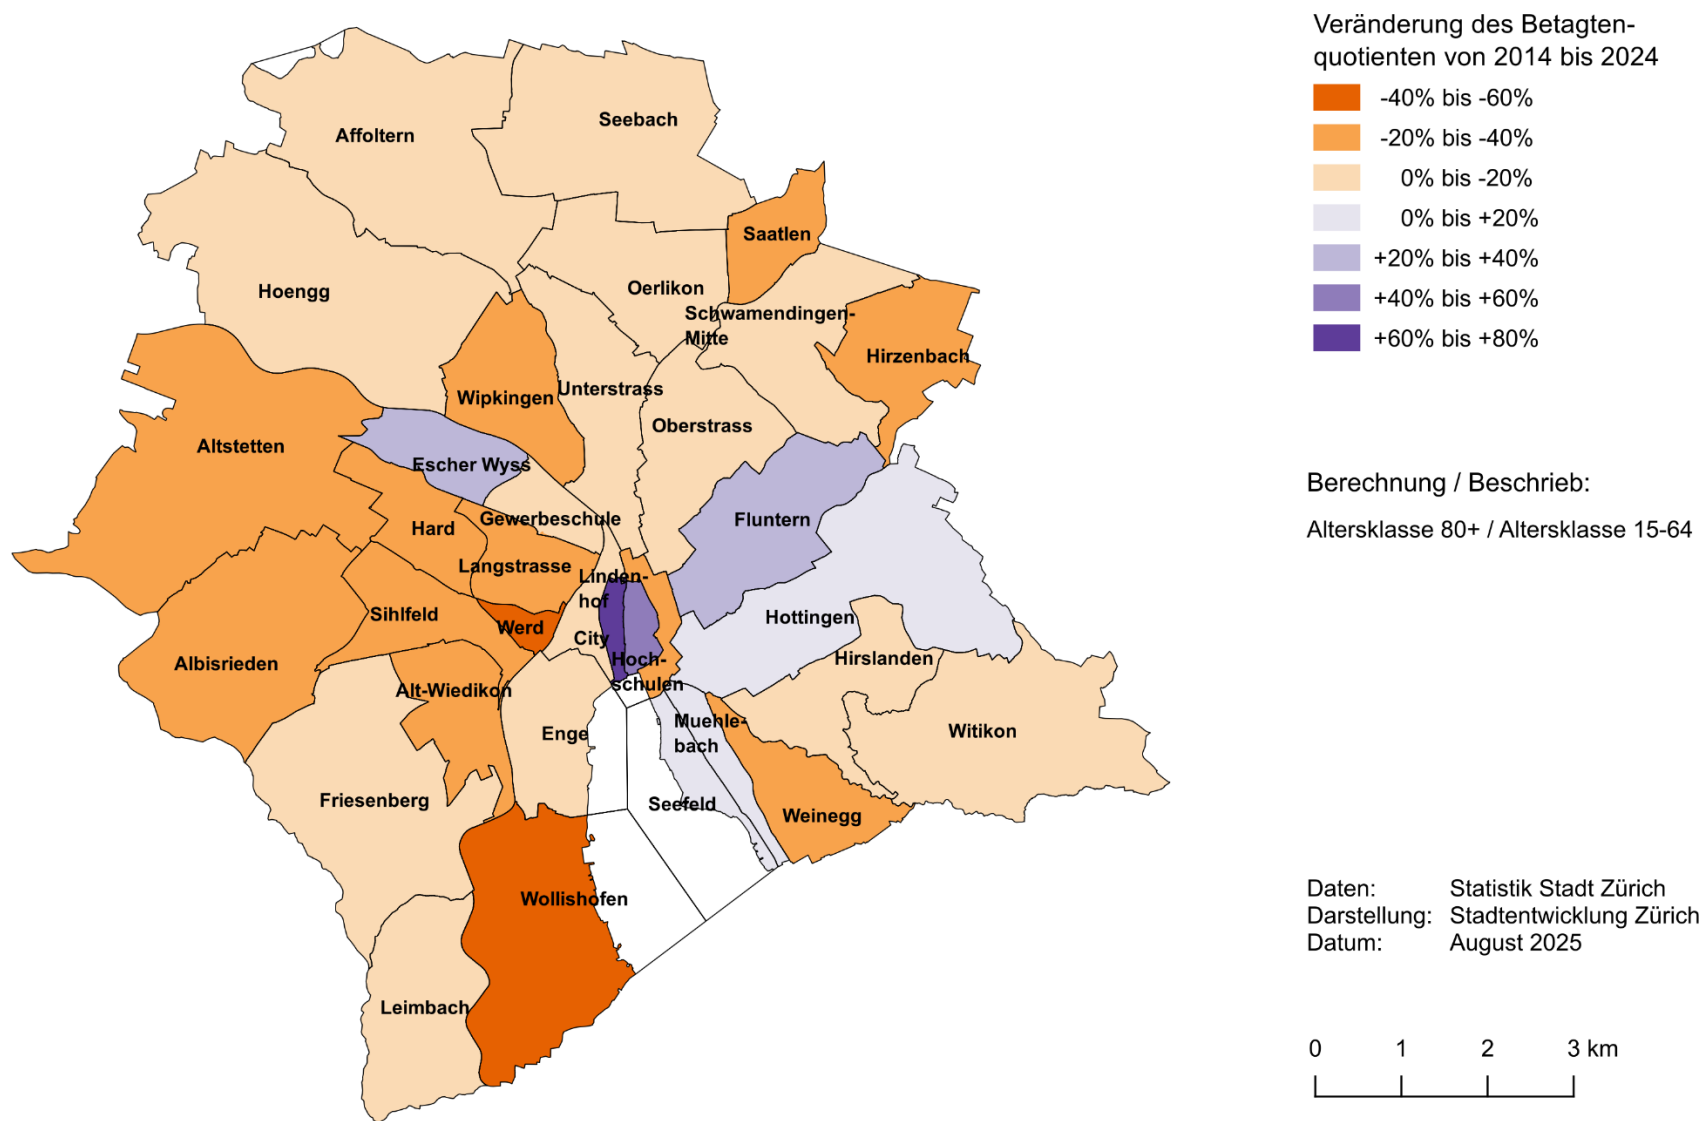 Veränderung des Betagten-
quotienten von 2014 bis 2024
-40% bis -60%
-20% bis -40%
0% bis -20%
0% bis +20%
+20% bis +40%
+40% bis +60%
+60% bis +80%
Berechnung / Beschrieb:
Altersklasse 80+ / Altersklasse 15-64
Daten: Statistik Stadt Zürich
Darstellung: Stadtentwicklung Zürich
Datum: August 2025
0 1 2 3 km
Seebach
Affoltern
Saatlen
Oerlikon
Hoengg
Schwamendingen-
Mitte
Hirzenbach
Unterstrass
Wipkingen
Oberstrass
Altstetten
Escher Wyss
Gewerbeschule
Fluntern
Hard
Langstrasse
Linden-
hof
Sihlfeld
Hottingen
Werd
City
Hirslanden
Hoch-
schulen
Albisrieden
Alt-Wiedikon
Muehle-
bach
Witikon
Enge
Friesenberg
Seefeld
Weinegg
Wollishofen
Leimbach